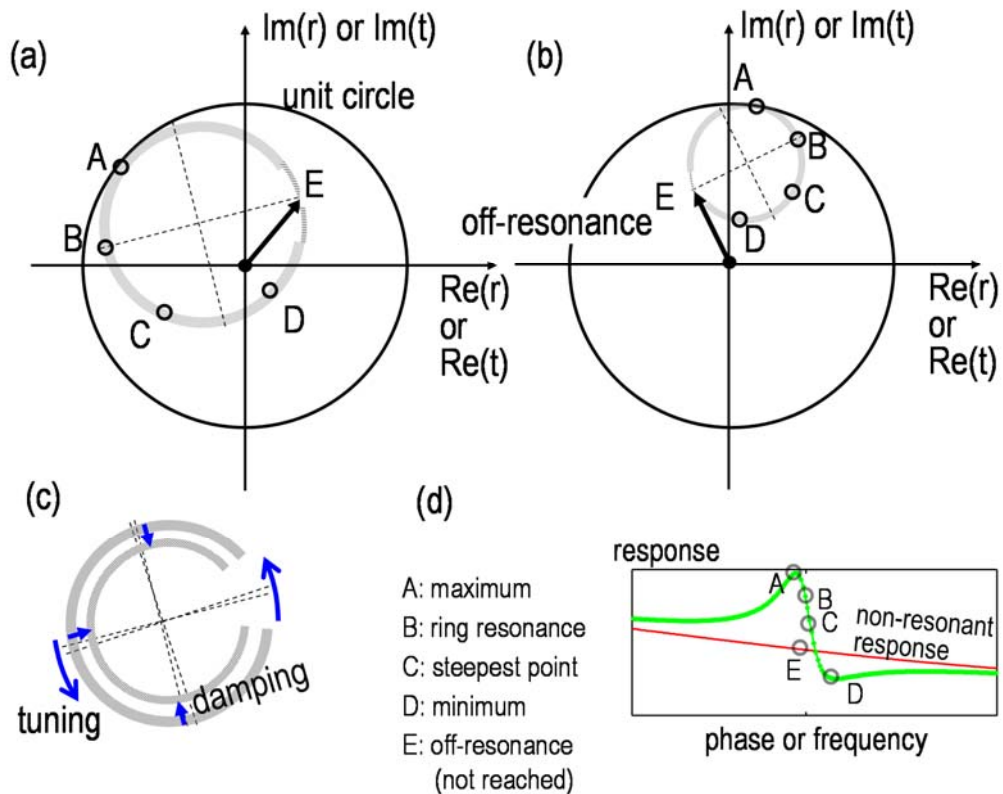 (a)
Im(r) or Im(t)
unit circle
A
B
C
D
E
Re(r)
or
Re(t)
(b)
Im(r) or Im(t)
A
B
C
D
E
off-resonance
Re(r)
or
Re(t)
(c)
tuning
damping
(d)
A: maximum
B: ring resonance
C: steepest point
D: minimum
E: off-resonance
(not reached)
response
A
B
C
non-resonant
response
E
D
phase or frequency